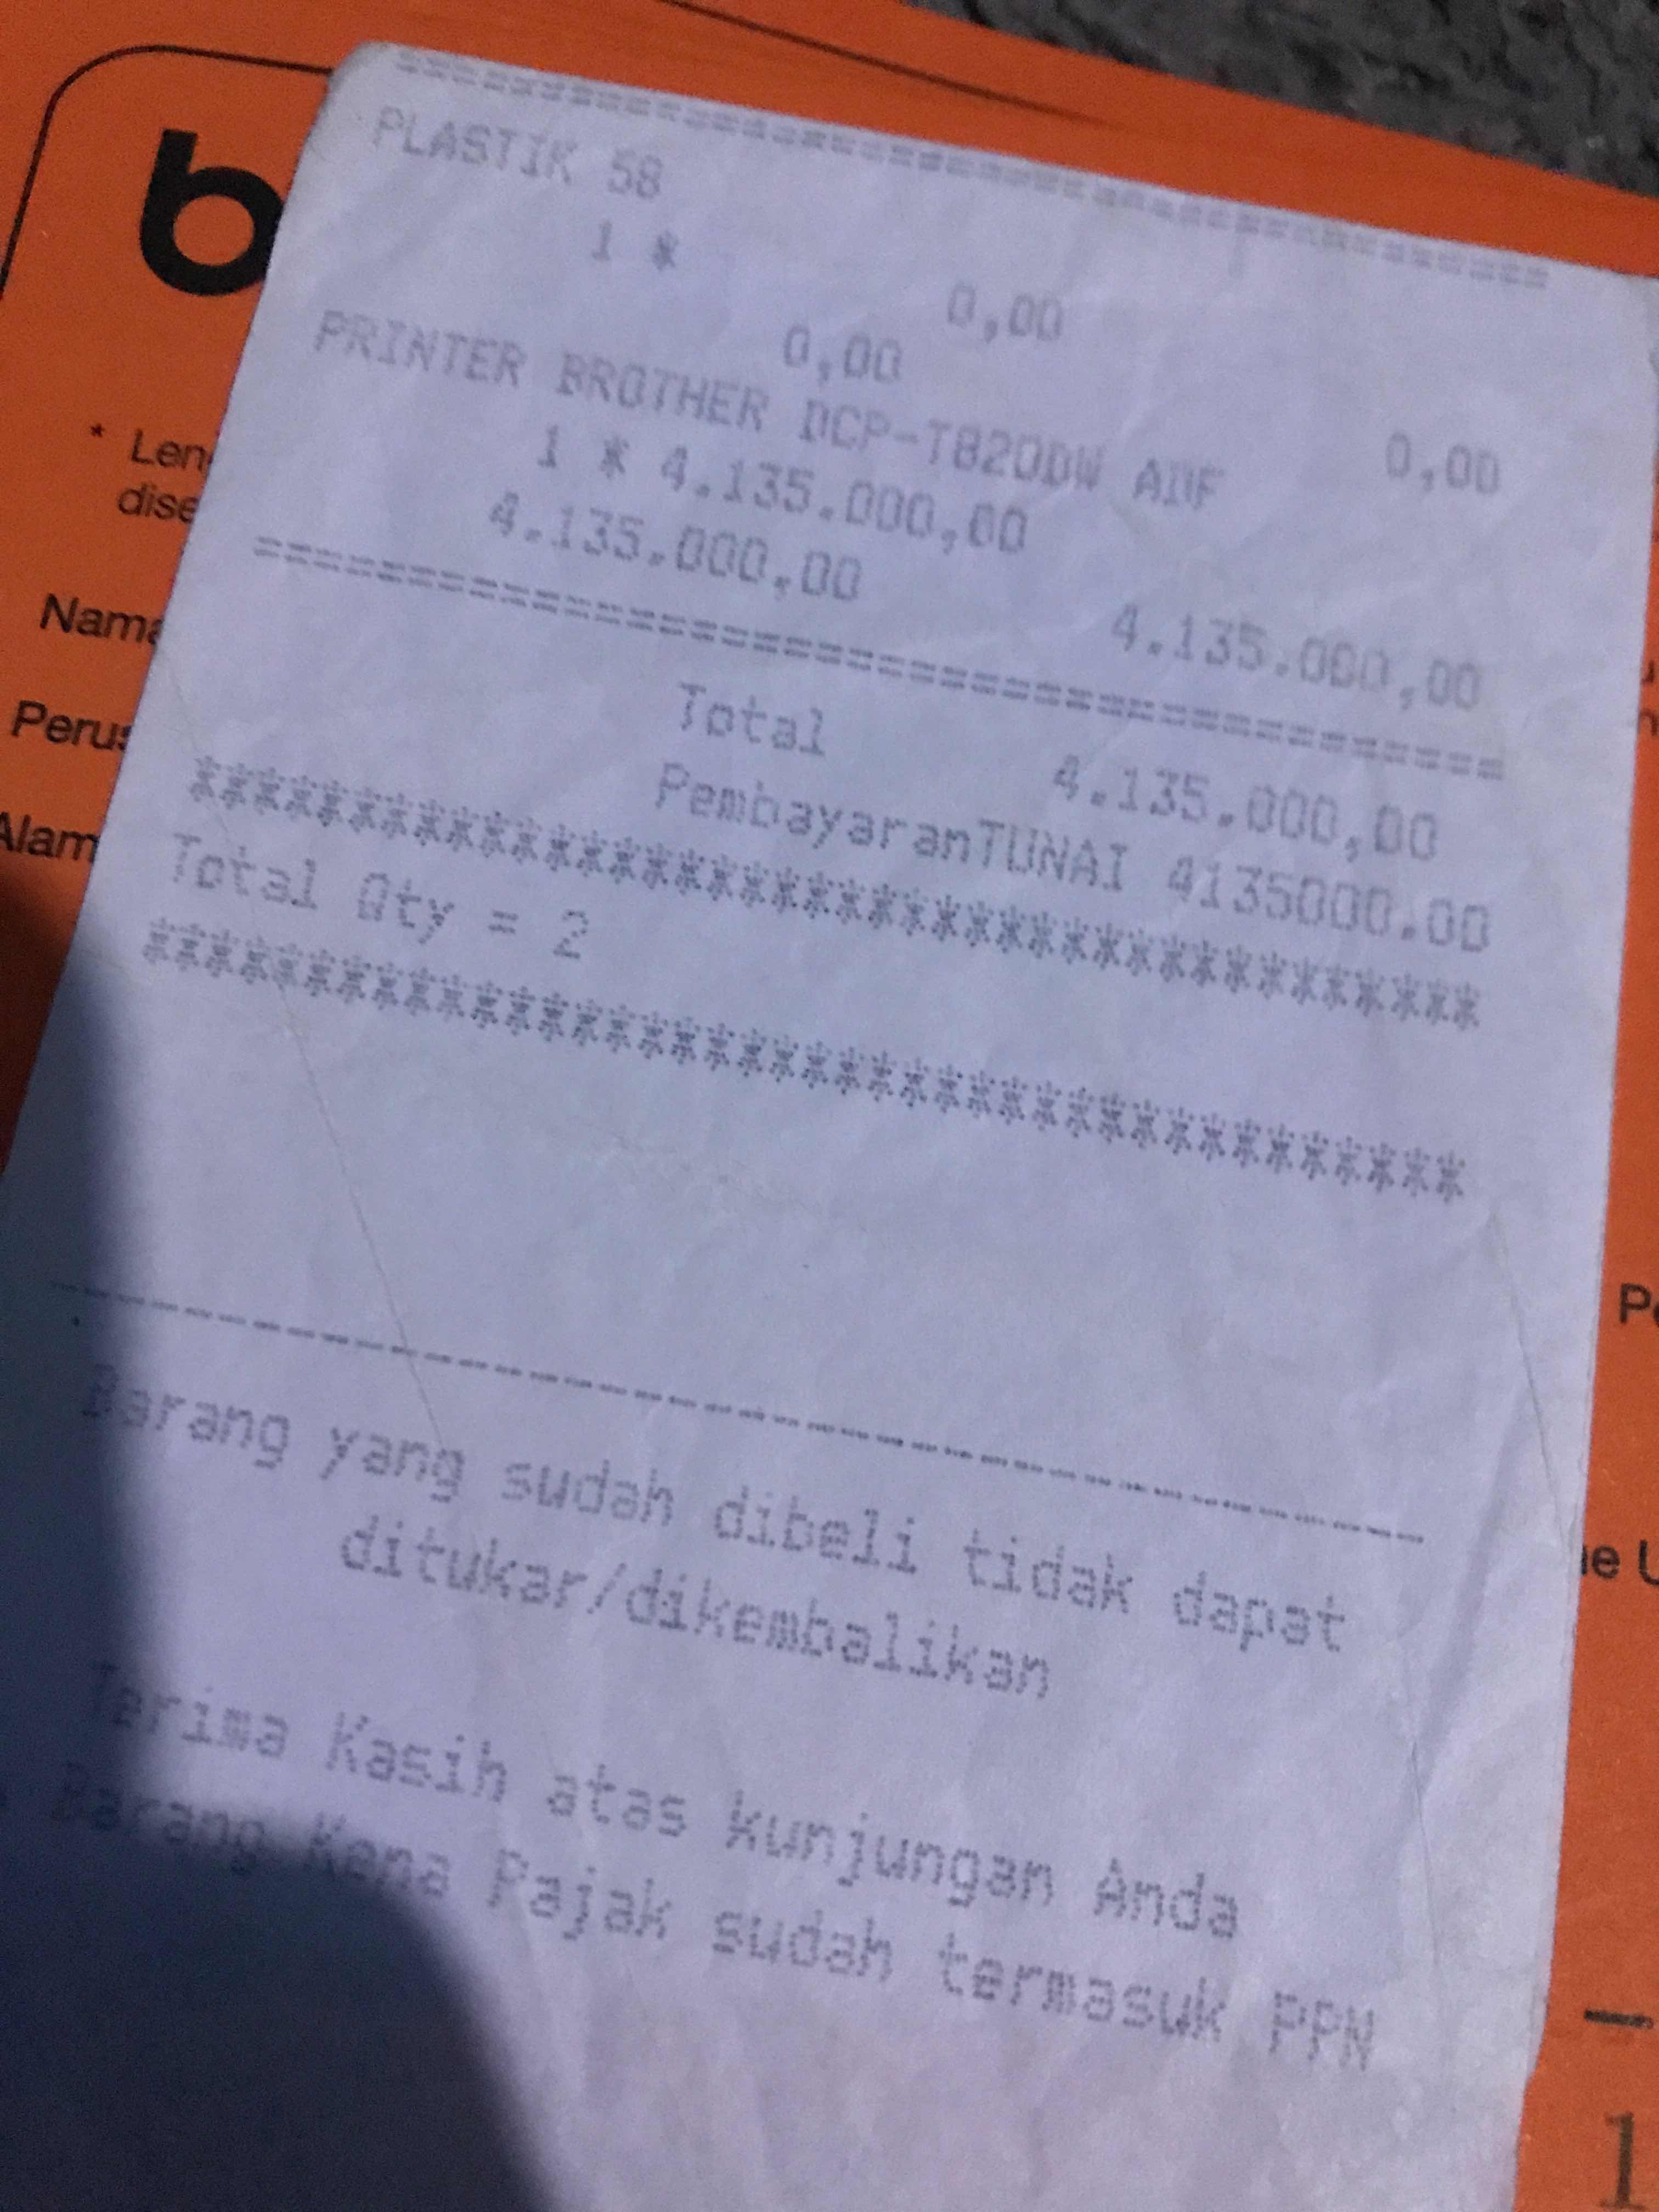 b
* Len
dise
Nama
Perus
Alam
================================
PLASTIK 58
1 * 0,00
0,00 0,00
PRINTER BROTHER DCP-T820DW ADF
1 * 4.135.000,00
4.135.000,00 4.135.000,00
================================
Total 4.135.000,00
PembayaranTUNAI 4135000.00
****************************************
Total Qty = 2
****************************************
----------------------------------------
Barang yang sudah dibeli tidak dapat
ditukar/dikembalikan
Terima Kasih atas kunjungan Anda
Barang Kena Pajak sudah termasuk PPN
ne U
1